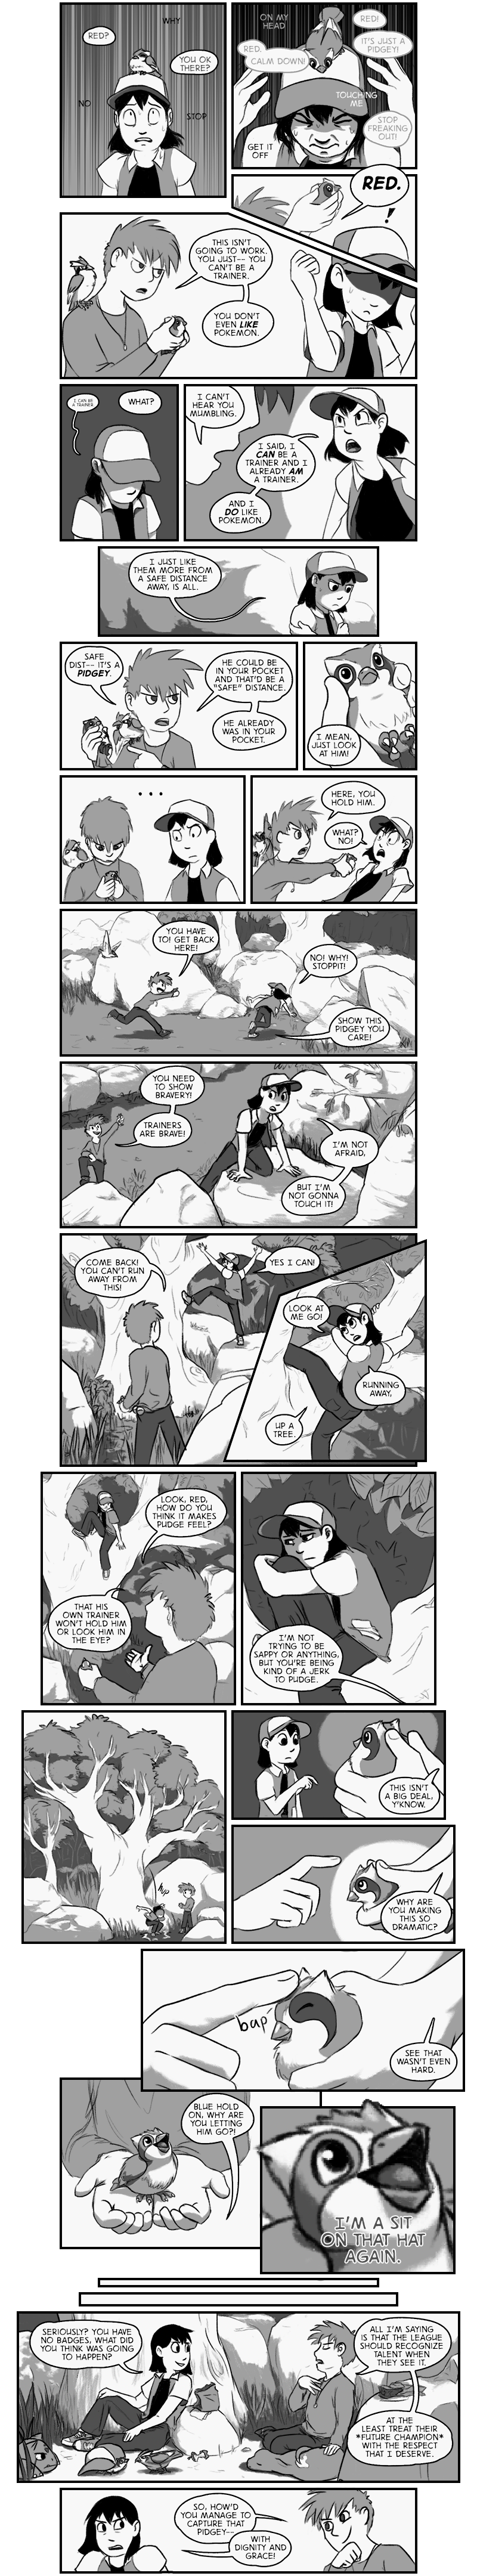 WHY
RED?
YOU OK
THERE?
NO
STOP
ON MY
HEAD
RED!
RED.
CALM DOWN!
IT'S JUST A
PIDGEY!
TOUCHING
ME
STOP
FREAKING
OUT!
GET IT
OFF
RED.
!
THIS ISN'T
GOING TO WORK.
YOU JUST-- YOU
CAN'T BE A
TRAINER.
YOU DON'T
EVEN LIKE
POKEMON.
I CAN BE
A TRAINER
WHAT?
I CAN'T
HEAR YOU
MUMBLING.
I SAID, I
CAN BE A
TRAINER AND I
ALREADY AM
A TRAINER.
AND I
DO LIKE
POKEMON.
I JUST LIKE
THEM MORE FROM
A SAFE DISTANCE
AWAY, IS ALL.
SAFE
DIST-- IT'S A
PIDGEY.
HE COULD BE
IN YOUR POCKET
AND THAT'D BE A
"SAFE" DISTANCE.
HE ALREADY
WAS IN YOUR
POCKET.
I MEAN,
JUST LOOK
AT HIM!
...
HERE, YOU
HOLD HIM.
WHAT?
NO!
YOU HAVE
TO! GET BACK
HERE!
NO! WHY!
STOPPIT!
SHOW THIS
PIDGEY YOU
CARE!
YOU NEED
TO SHOW
BRAVERY!
TRAINERS
ARE BRAVE!
I'M NOT
AFRAID,
BUT I'M
NOT GONNA
TOUCH IT!
COME BACK!
YOU CAN'T RUN
AWAY FROM
THIS!
YES I CAN!
LOOK AT
ME GO!
RUNNING
AWAY,
UP A
TREE.
LOOK, RED,
HOW DO YOU
THINK IT MAKES
PUDGE FEEL?
THAT HIS
OWN TRAINER
WON'T HOLD HIM
OR LOOK HIM IN
THE EYE?
I'M NOT
TRYING TO BE
SAPPY OR ANYTHING,
BUT YOU'RE BEING
KIND OF A JERK
TO PUDGE.
hup
THIS ISN'T
A BIG DEAL,
Y'KNOW.
WHY ARE
YOU MAKING
THIS SO
DRAMATIC?
bap
SEE THAT
WASN'T EVEN
HARD.
BLUE HOLD
ON, WHY ARE
YOU LETTING
HIM GO?!
I'M A SIT
ON THAT HAT
AGAIN.
SERIOUSLY? YOU HAVE
NO BADGES, WHAT DID
YOU THINK WAS GOING
TO HAPPEN?
ALL I'M SAYING
IS THAT THE LEAGUE
SHOULD RECOGNIZE
TALENT WHEN
THEY SEE IT.
AT THE
LEAST TREAT THEIR
*FUTURE CHAMPION*
WITH THE RESPECT
THAT I DESERVE.
SO, HOW'D
YOU MANAGE TO
CAPTURE THAT
PIDGEY--
WITH
DIGNITY AND
GRACE!